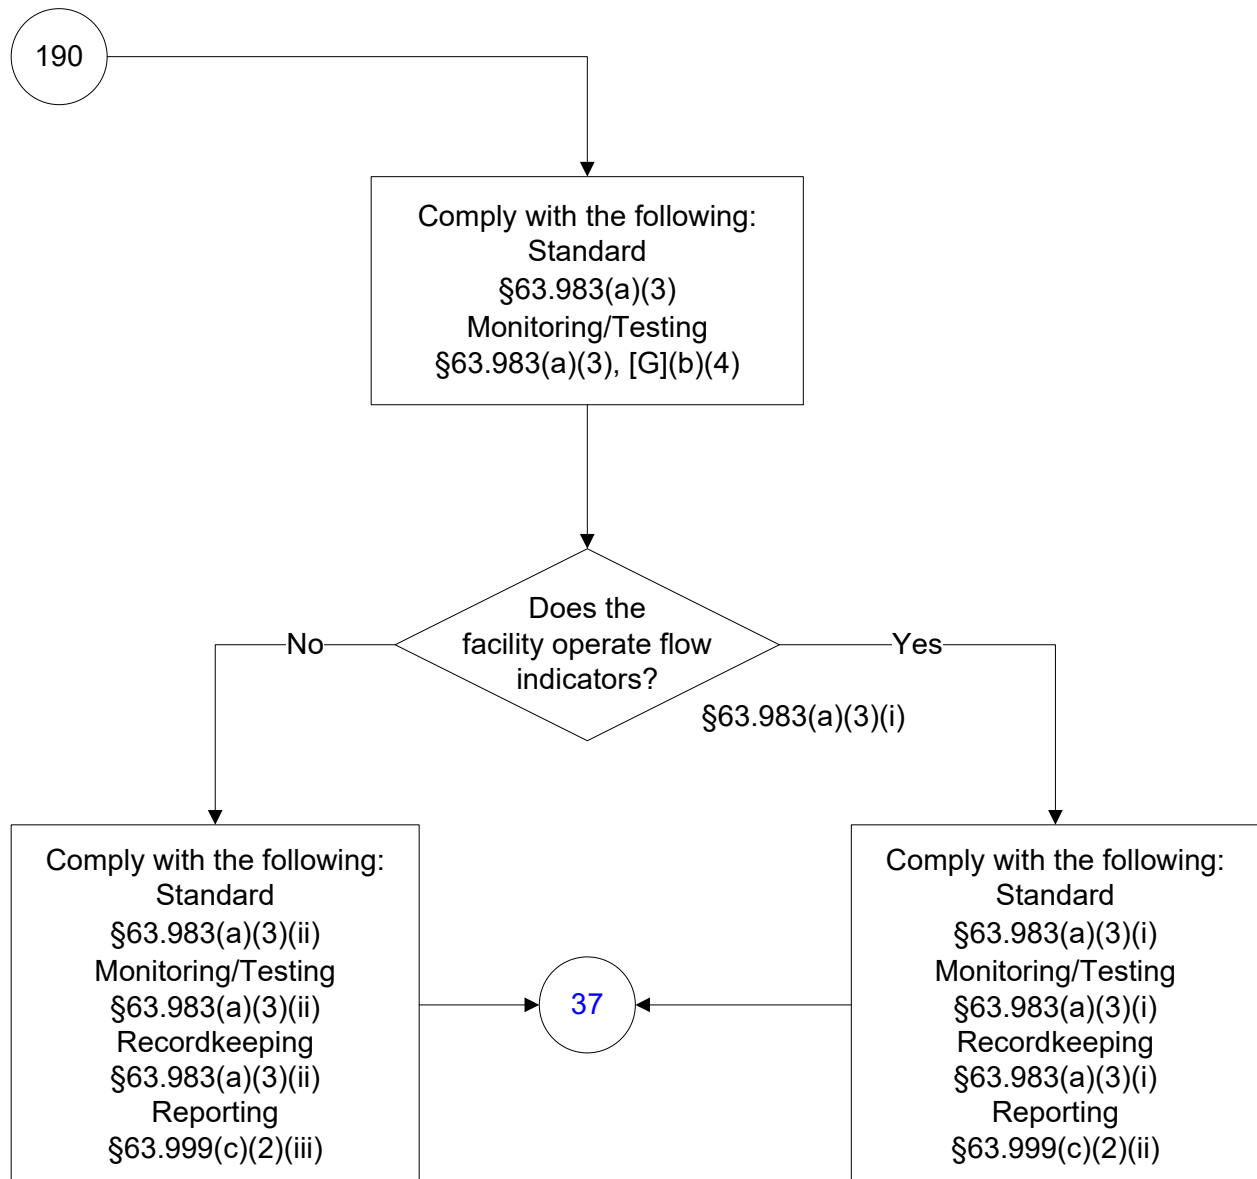 190
Comply with the following:
Standard
§63.983(a)(3)
Monitoring/Testing
§63.983(a)(3), [G](b)(4)
Does the
facility operate flow
indicators?
No
Yes
§63.983(a)(3)(i)
Comply with the following:
Standard
§63.983(a)(3)(ii)
Monitoring/Testing
§63.983(a)(3)(ii)
Recordkeeping
§63.983(a)(3)(ii)
Reporting
§63.999(c)(2)(iii)
37
Comply with the following:
Standard
§63.983(a)(3)(i)
Monitoring/Testing
§63.983(a)(3)(i)
Recordkeeping
§63.983(a)(3)(i)
Reporting
§63.999(c)(2)(ii)